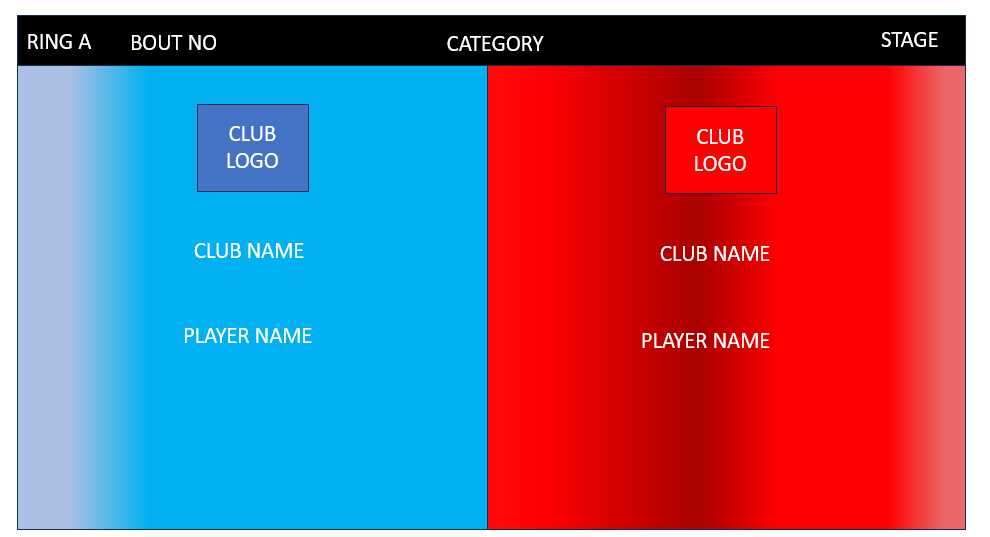 RING A BOUT NO CATEGORY STAGE
CLUB
LOGO
CLUB NAME
PLAYER NAME
CLUB
LOGO
CLUB NAME
PLAYER NAME